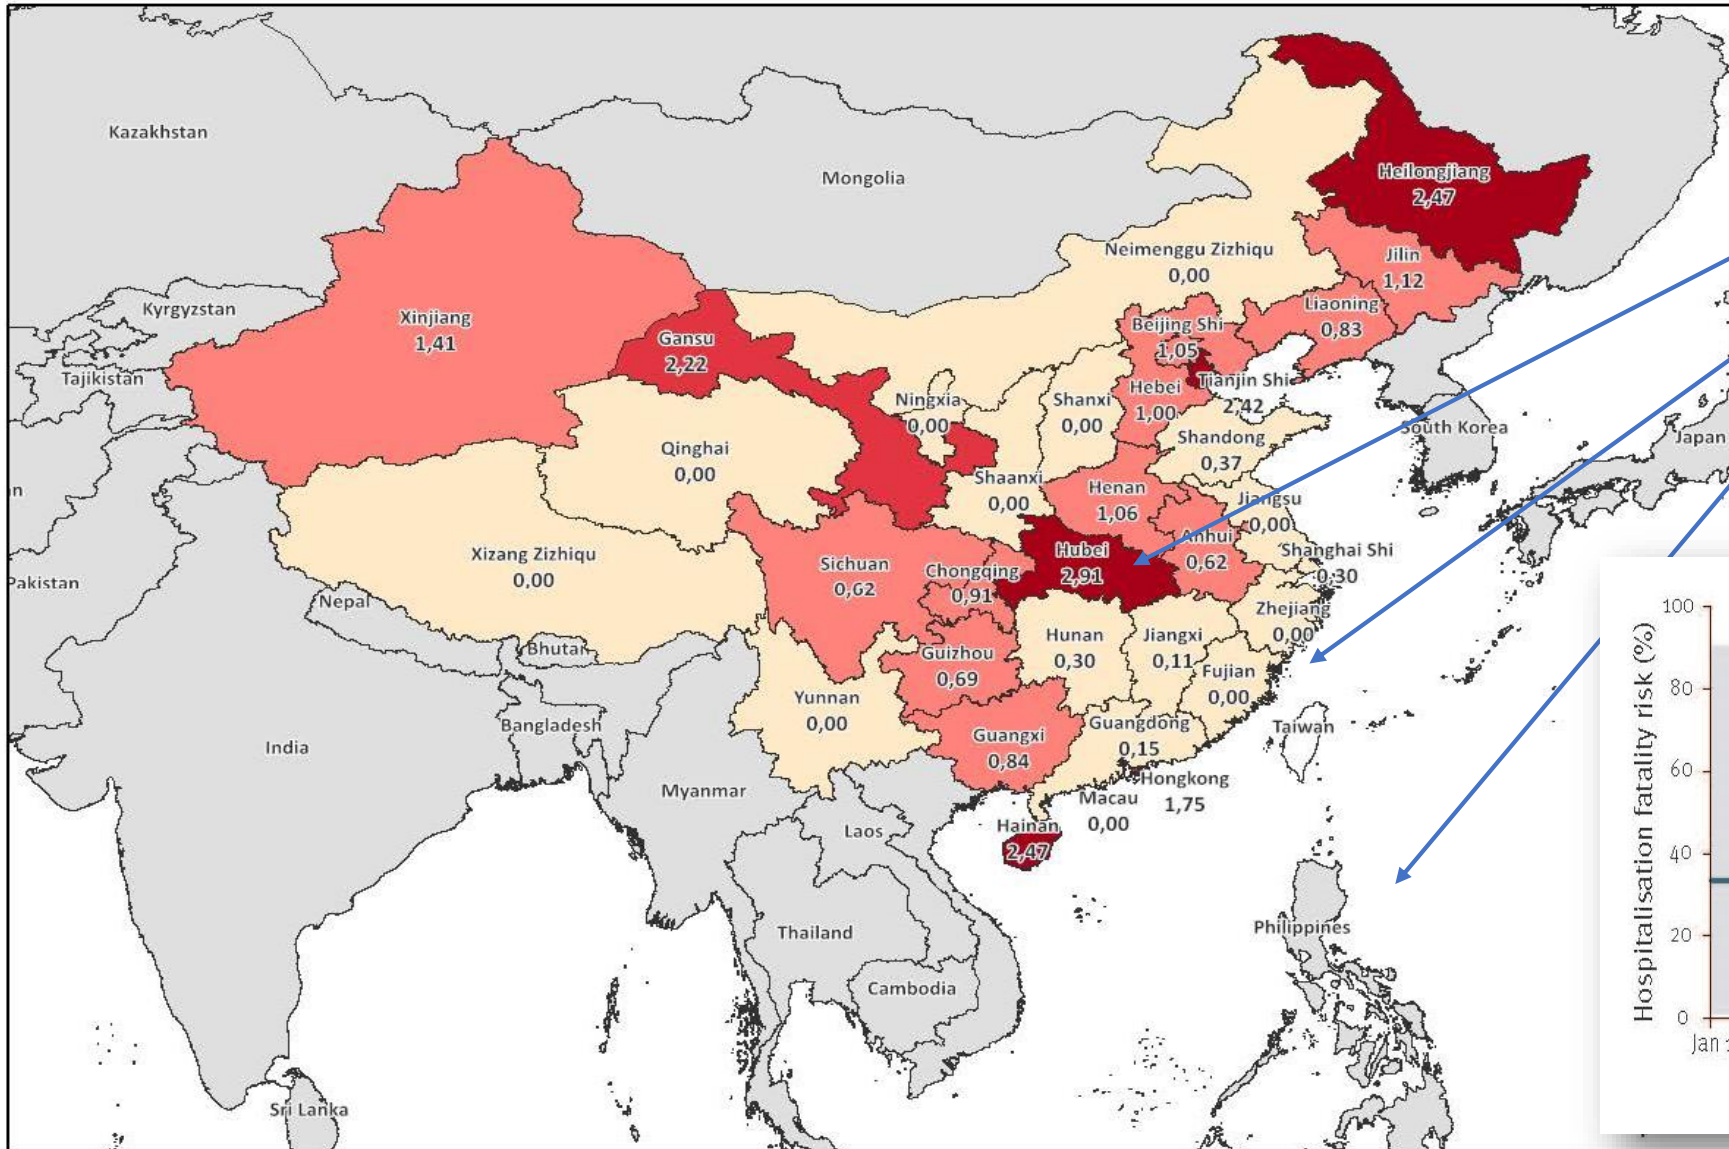 Kazakhstan
Mongolia
Heilongjiang
2,47
Neimenggu Zizhiqu
0,00
Jilin
1,12
Kyrgyzstan
Xinjiang
1,41
Gansu
2,22
Liaoning
0,83
Beijing Shi
1,05
Tajikistan
Tianjin Shi
2,42
Hebei
1,00
Ningxia
0,00
Shanxi
0,00
South Korea
Japan
Shandong
0,37
Qinghai
0,00
Shaanxi
0,00
Henan
1,06
Jiangsu
0,00
Anhui
0,62
Shanghai Shi
0,30
Hubei
2,91
Xizang Zizhiqu
0,00
Sichuan
0,62
Chongqing
0,91
Pakistan
Nepal
Zhejiang
0,00
Bhutan
Hunan
0,30
Jiangxi
0,11
Guizhou
0,69
Fujian
0,00
Yunnan
0,00
Bangladesh
Guangdong
0,15
Taiwan
Guangxi
0,84
India
Hongkong
1,75
Myanmar
Macau
0,00
Laos
Hainan
2,47
Thailand
Philippines
Cambodia
Sri Lanka
Hospitalisation fatality risk (%)
100
80
60
40
20
0
Jan